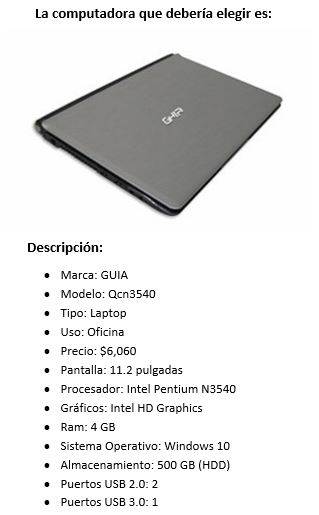 La computadora que debería elegir es:
GHIA
Descripción:
• Marca: GUIA
• Modelo: Qcn3540
• Tipo: Laptop
• Uso: Oficina
• Precio: $6,060
• Pantalla: 11.2 pulgadas
• Procesador: Intel Pentium N3540
• Gráficos: Intel HD Graphics
• Ram: 4 GB
• Sistema Operativo: Windows 10
• Almacenamiento: 500 GB (HDD)
• Puertos USB 2.0: 2
• Puertos USB 3.0: 1